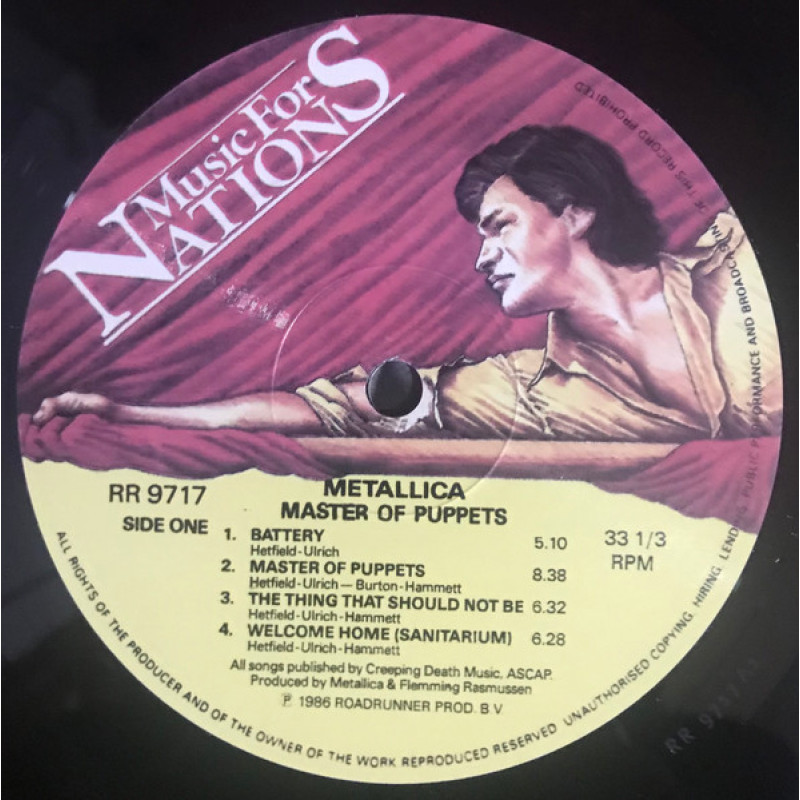 Music For
NATIONS
RR 9717
SIDE ONE
METALLICA
MASTER OF PUPPETS
33 1/3
RPM
1. BATTERY 5.10
Hetfield-Ulrich
2. MASTER OF PUPPETS 8.38
Hetfield-Ulrich — Burton-Hammett
3. THE THING THAT SHOULD NOT BE 6.32
Hetfield-Ulrich-Hammett
4. WELCOME HOME (SANITARIUM) 6.28
Hetfield-Ulrich-Hammett
All songs published by Creeping Death Music, ASCAP.
Produced by Metallica & Flemming Rasmussen
℗ 1986 ROADRUNNER PROD. B.V.
ALL RIGHTS OF THE PRODUCER AND OF THE OWNER OF THE WORK REPRODUCED RESERVED UNAUTHORISED COPYING. HIRING. LENDING. PUBLIC PERFORMANCE AND BROADCASTING OF THIS RECORD PROHIBITED